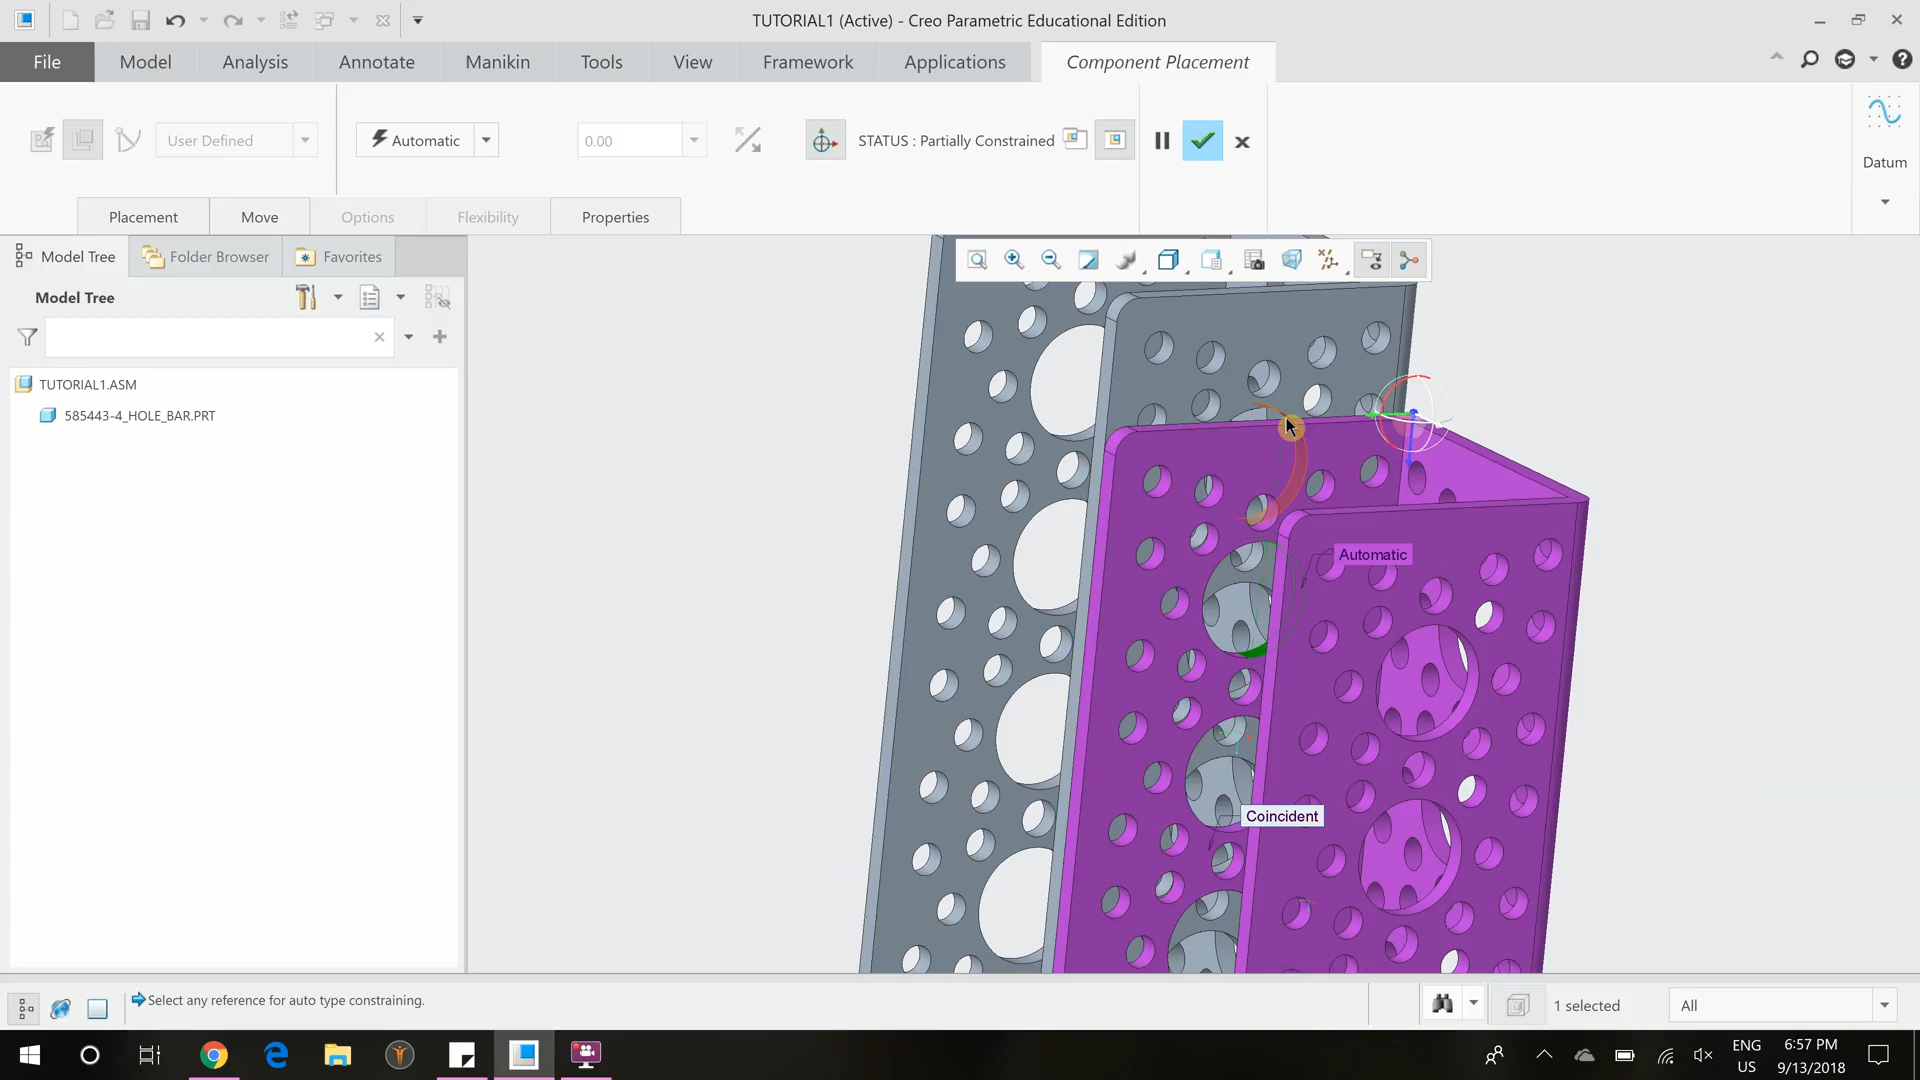 TUTORIAL1 (Active) - Creo Parametric Educational Edition
File
Model
Analysis
Annotate
Manikin
Tools
View
Framework
Applications
Component Placement
User Defined
Automatic
0.00
STATUS : Partially Constrained
Datum
Placement
Move
Options
Flexibility
Properties
Model Tree
Folder Browser
Favorites
Model Tree
TUTORIAL1.ASM
585443-4_HOLE_BAR.PRT
Automatic
Coincident
Select any reference for auto type constraining.
1 selected
All
ENG
US
6:57 PM
9/13/2018